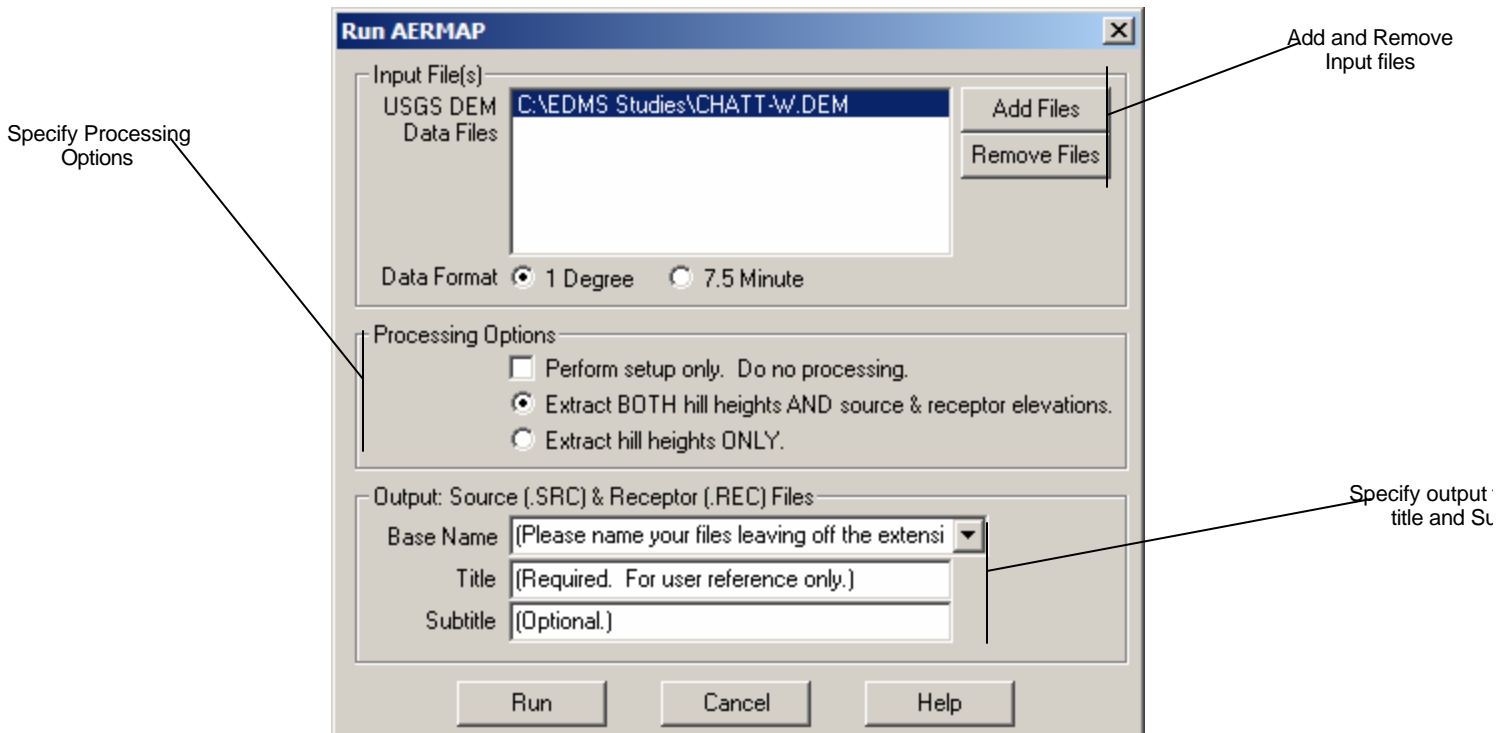 Run AERMAP
Add and Remove
Input files
Input File(s)
USGS DEM
Data Files
C:\EDMS Studies\CHATT-W.DEM
Add Files
Remove Files
Specify Processing
Options
Data Format
1 Degree
7.5 Minute
Processing Options
Perform setup only. Do no processing.
Extract BOTH hill heights AND source & receptor elevations.
Extract hill heights ONLY.
Output: Source (.SRC) & Receptor (.REC) Files
Base Name
(Please name your files leaving off the extensi
Title
(Required. For user reference only.)
Subtitle
(Optional.)
Specify output
title and
Run
Cancel
Help